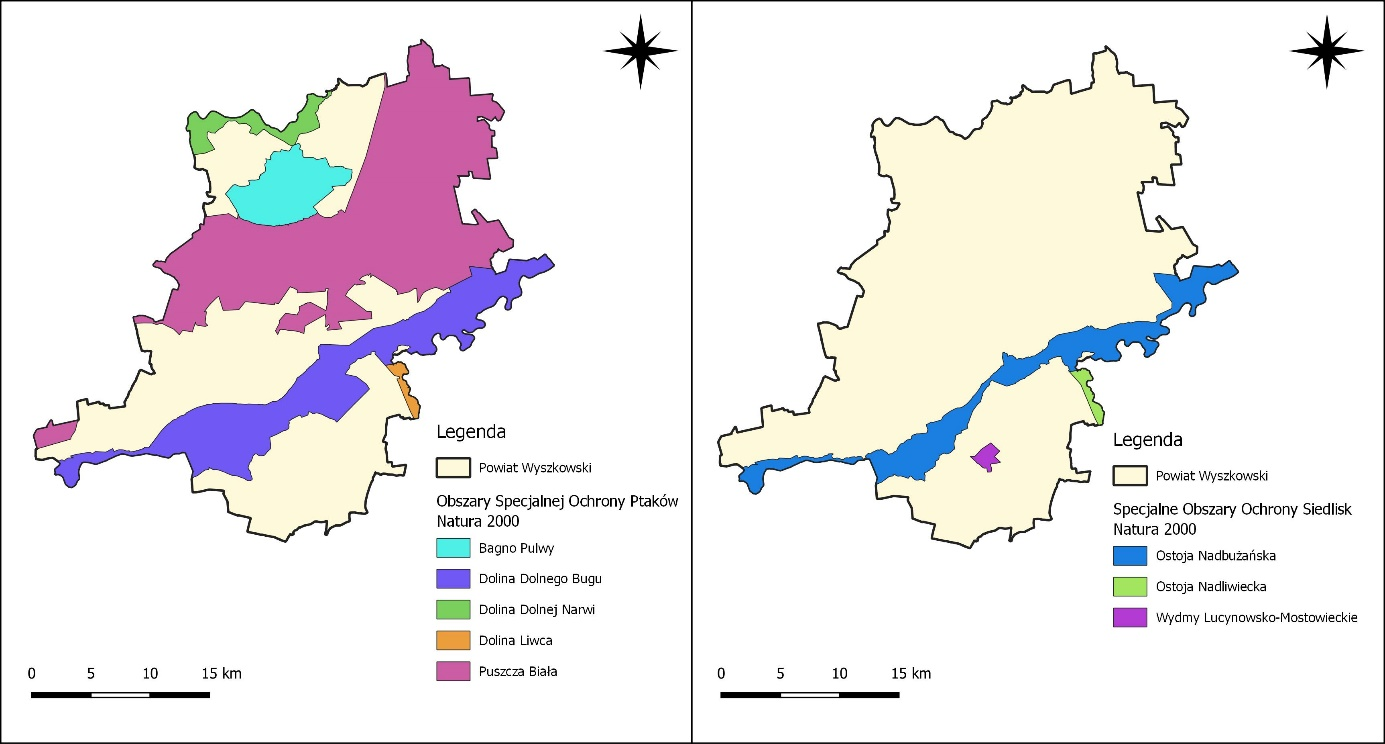 Legenda
Powiat Wyszkowski
Obszary Specjalnej Ochrony Ptaków
Natura 2000
Bagno Pulwy
Dolina Dolnego Bugu
Dolina Dolnej Narwi
Dolina Liwca
Puszcza Biała
0 5 10 15 km
Legenda
Powiat Wyszkowski
Specjalne Obszary Ochrony Siedlisk
Natura 2000
Ostoja Nadbużańska
Ostoja Nadliwiecka
Wydmy Lucynowsko-Mostowieckie
0 5 10 15 km